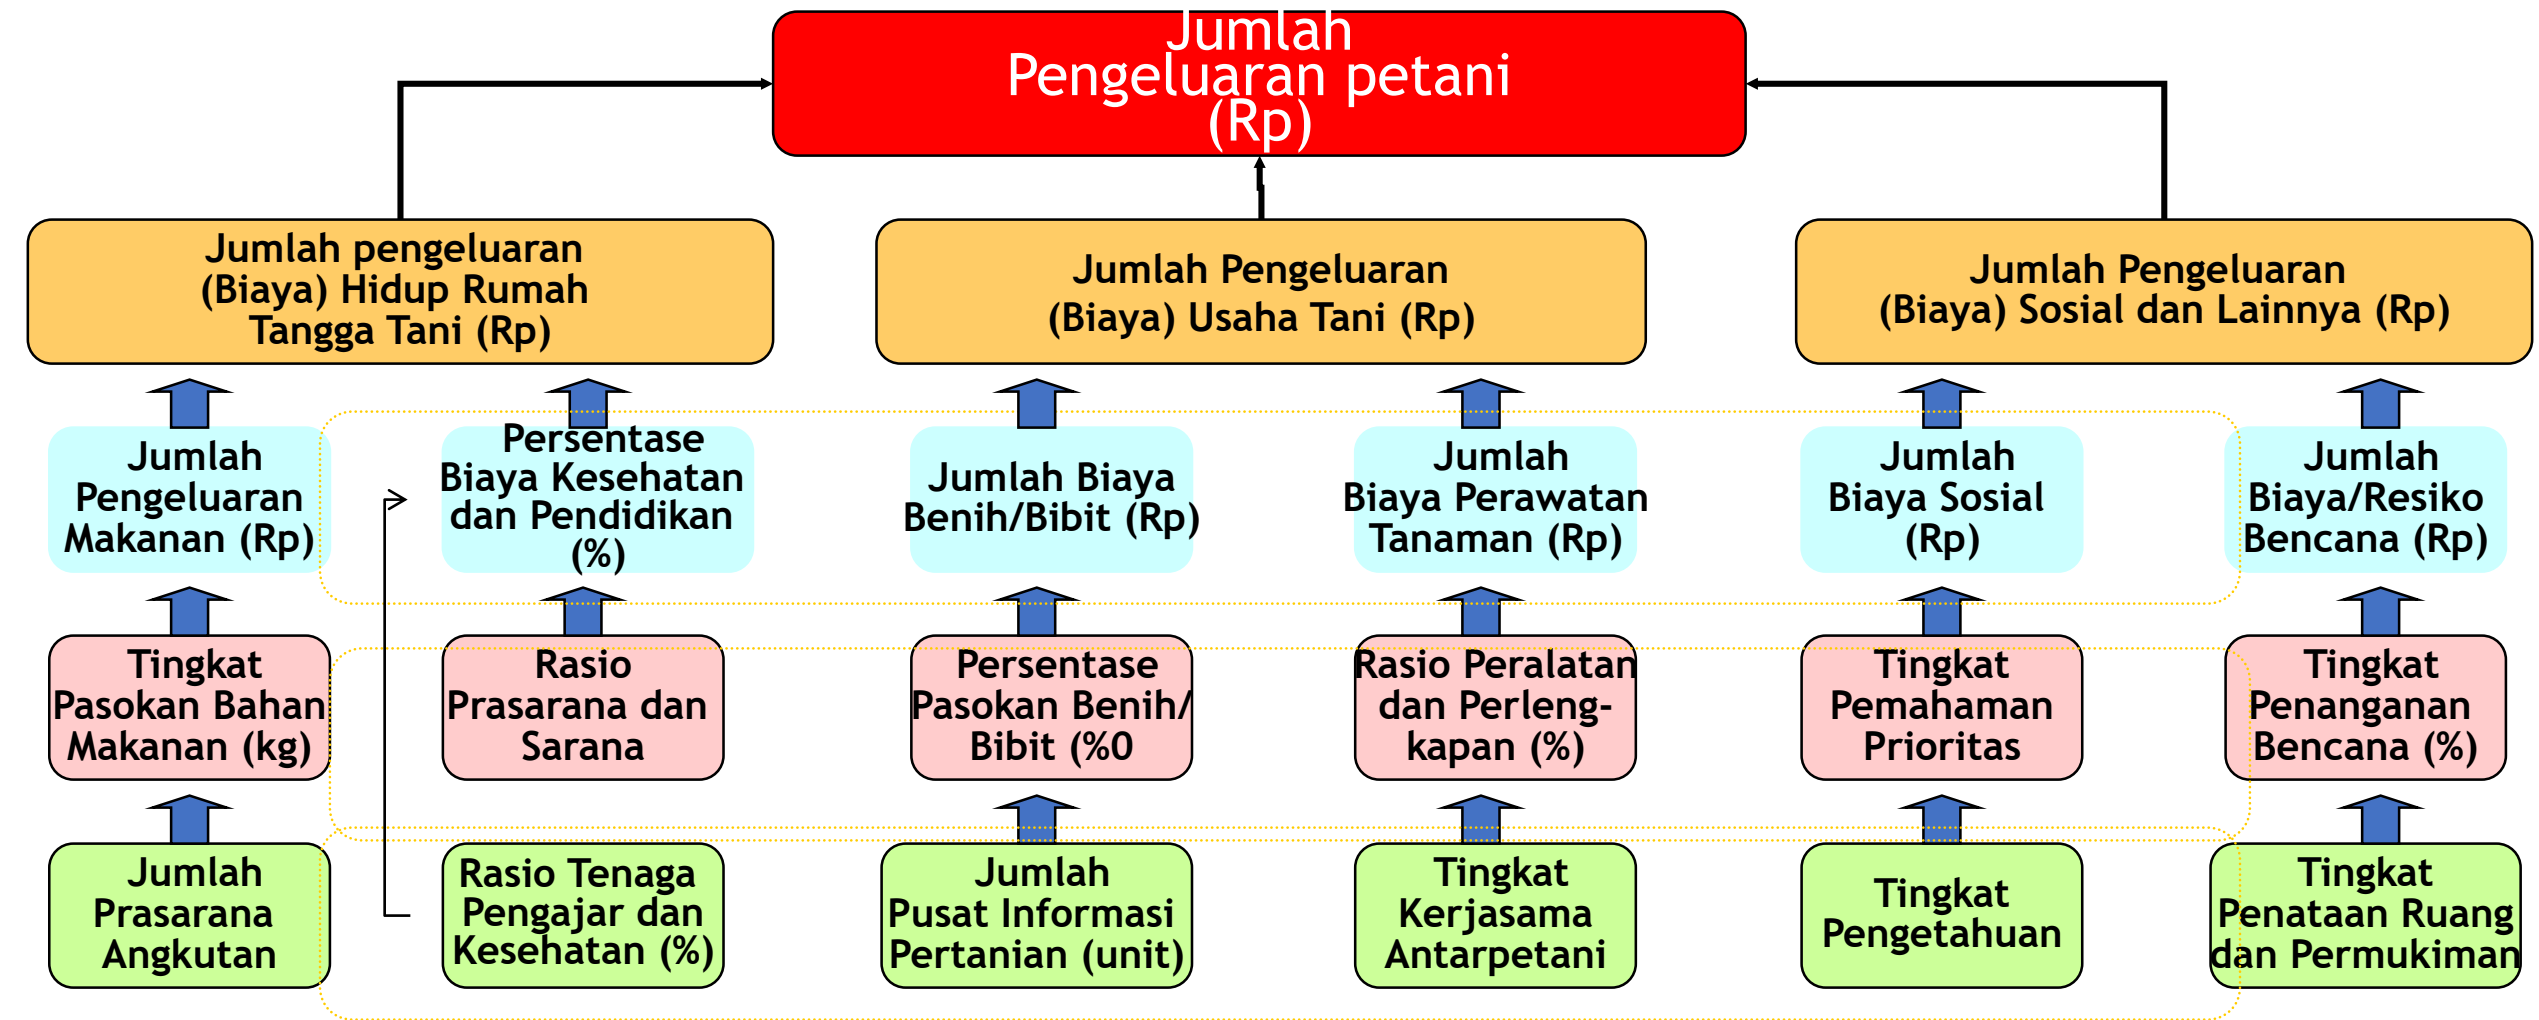 Jumlah
Pengeluaran petani
(Rp)
Jumlah pengeluaran
(Biaya) Hidup Rumah
Tangga Tani (Rp)
Jumlah Pengeluaran
(Biaya) Usaha Tani (Rp)
Jumlah Pengeluaran
(Biaya) Sosial dan Lainnya (Rp)
Jumlah
Pengeluaran
Makanan (Rp)
Persentase
Biaya Kesehatan
dan Pendidikan
(%)
Jumlah Biaya
Benih/Bibit (Rp)
Jumlah
Biaya Perawatan
Tanaman (Rp)
Jumlah
Biaya Sosial
(Rp)
Jumlah
Biaya/Resiko
Bencana (Rp)
Tingkat
Pasokan Bahan
Makanan (kg)
Rasio
Prasarana dan
Sarana
Persentase
Pasokan Benih/
Bibit (%0
Rasio Peralatan
dan Perleng-
kapan (%)
Tingkat
Pemahaman
Prioritas
Tingkat
Penanganan
Bencana (%)
Jumlah
Prasarana
Angkutan
Rasio Tenaga
Pengajar dan
Kesehatan (%)
Jumlah
Pusat Informasi
Pertanian (unit)
Tingkat
Kerjasama
Antarpetani
Tingkat
Pengetahuan
Tingkat
Penataan Ruang
dan Permukiman